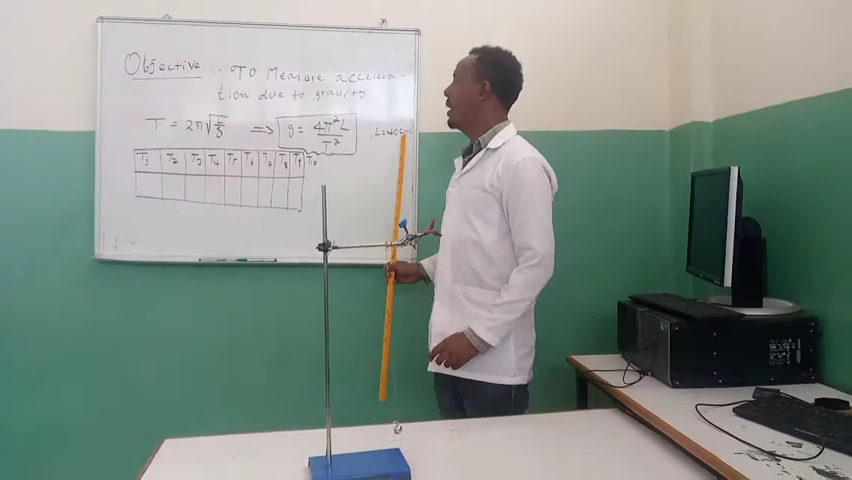 Objective :- To Measure accelera-
tion due to gravity
T = 2π√L/g ⇒ g = 4π²L/T² , L=40cm
T1 T2 T3 T4 T5 T6 T7 T8 T9 T10